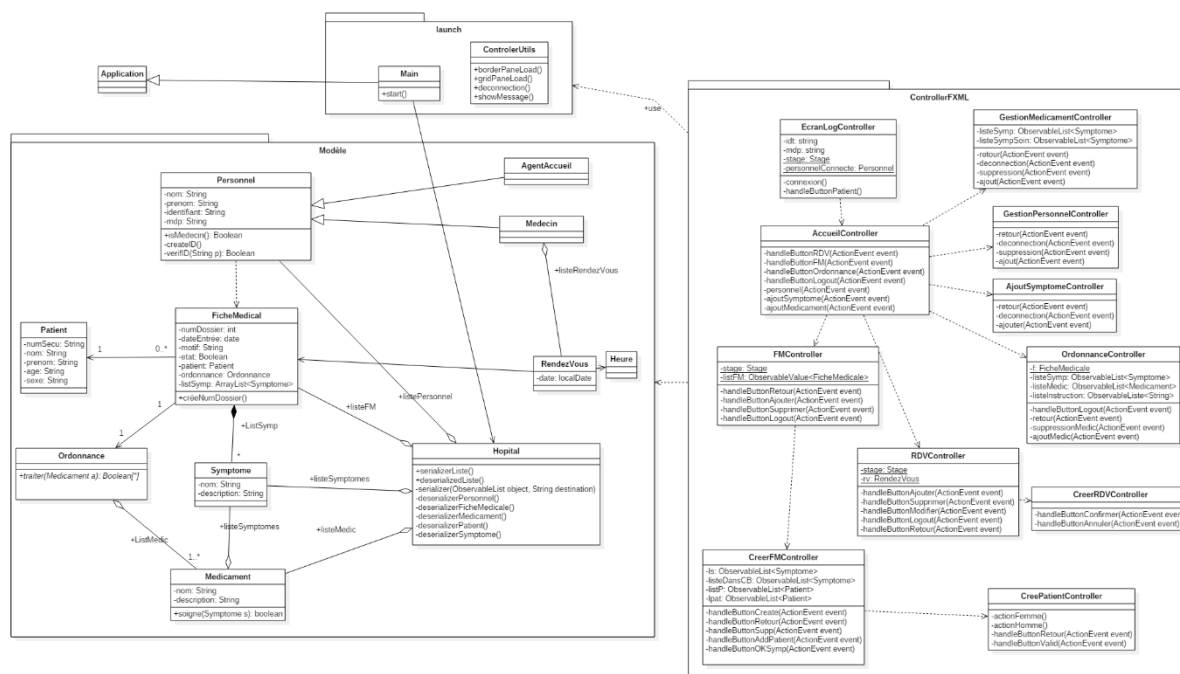 launch
ControlerUtils
+borderPaneLoad()
+gridPaneLoad()
+deconnection()
+showMessage()
Main
+start()
Application
+use
Modèle
Personnel
-nom: String
-prenom: String
-identifiant: String
-mdp: String
+isMedecin(): Boolean
-createID()
-verifID(String p): Boolean
AgentAccueil
Medecin
+listeRendezVous
FicheMedical
-numDossier: int
-dateEntrée: date
-motif: String
-etat: Boolean
-patient: Patient
-ordonnance: Ordonnance
-listSymp: ArrayList<Symptome>
+créeNumDossier()
Patient
-numSecu: String
-nom: String
-prenom: String
-age: String
-sexe: String
1
0..*
RendezVous
-date: localDate
Heure
+listePersonnel
+listeFM
1
1
+ListSymp
*
Ordonnance
+traiter(Medicament a): Boolean[*]
Symptome
-nom: String
-description: String
+listeSymptomes
Hopital
+serializerListe()
+deserializedListe()
-serializer(ObservableList object, String destination)
-deserializerPersonnel()
-deserializerFicheMedicale()
-deserializerMedicament()
-deserializerPatient()
-deserializerSymptome()
+listeSymptomes
+listeMedic
+ListMedic
1..*
Medicament
-nom: String
-description: String
+soigne(Symptome s): boolean
ControllerFXML
EcranLogController
-idt: string
-mdp: string
-stage: Stage
-personnelConnecte: Personnel
-connexion()
-handleButtonPatient()
GestionMedicamentController
-listeSymp: ObservableList<Symptome>
-listeSympSoin: ObservableList<Symptome>
-retour(ActionEvent event)
-deconnection(ActionEvent event)
-suppression(ActionEvent event)
-ajout(ActionEvent event)
AccueilController
-handleButtonRDV(ActionEvent event)
-handleButtonFM(ActionEvent event)
-handleButtonOrdonnance(ActionEvent event)
-handleButtonLogout(ActionEvent event)
-personnel(ActionEvent event)
-ajoutSymptome(ActionEvent event)
-ajoutMedicament(ActionEvent event)
GestionPersonnelController
-retour(ActionEvent event)
-deconnection(ActionEvent event)
-suppression(ActionEvent event)
-ajout(ActionEvent event)
AjoutSymptomeController
-retour(ActionEvent event)
-deconnection(ActionEvent event)
-ajouter(ActionEvent event)
FMController
-stage: Stage
-listFM: ObservableValue<FicheMedicale>
-handleButtonRetour(ActionEvent event)
-handleButtonAjouter(ActionEvent event)
-handleButtonSupprimer(ActionEvent event)
-handleButtonLogout(ActionEvent event)
OrdonnanceController
-f: FicheMedicale
-listeSymp: ObservableList<Symptome>
-listeMedic: ObservableList<Medicament>
-listeInstruction: ObservableListe<String>
-handleButtonLogout(ActionEvent event)
-retour(ActionEvent event)
-suppressionMedic(ActionEvent event)
-ajoutMedic(ActionEvent event)
RDVController
-stage: Stage
-rv: RendezVous
-handleButtonAjouter(ActionEvent event)
-handleButtonSupprimer(ActionEvent event)
-handleButtonModifier(ActionEvent event)
-handleButtonLogout(ActionEvent event)
-handleButtonRetour(ActionEvent event)
CreerRDVController
-handleButtonConfirmer(ActionEvent event)
-handleButtonAnnuler(ActionEvent event)
CreerFMController
-ls: ObservableList<Symptome>
-listeDansCB: ObservableList<Symptome>
-listP: ObservableList<Patient>
-lpat: ObservableList<Patient>
-handleButtonCreate(ActionEvent event)
-handleButtonRetour(ActionEvent event)
-handleButtonSupp(ActionEvent event)
-handleButtonAddPatient(ActionEvent event)
-handleButtonOKSymp(ActionEvent event)
CreePatientController
-actionFemme()
-actionHomme()
-handleButtonRetour(ActionEvent event)
-handleButtonValid(ActionEvent event)